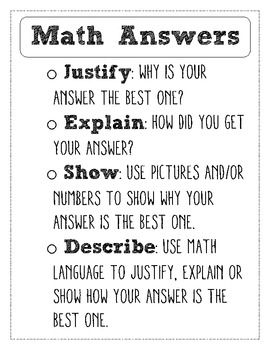 Math Answers
○ Justify: WHY IS YOUR
ANSWER THE BEST ONE?
○ Explain: HOW DID YOU GET
YOUR ANSWER?
○ Show: USE PICTURES AND/OR
NUMBERS TO SHOW WHY YOUR
ANSWER IS THE BEST ONE.
○ Describe: USE MATH
LANGUAGE TO JUSTIFY, EXPLAIN OR
SHOW HOW YOUR ANSWER IS THE
BEST ONE.